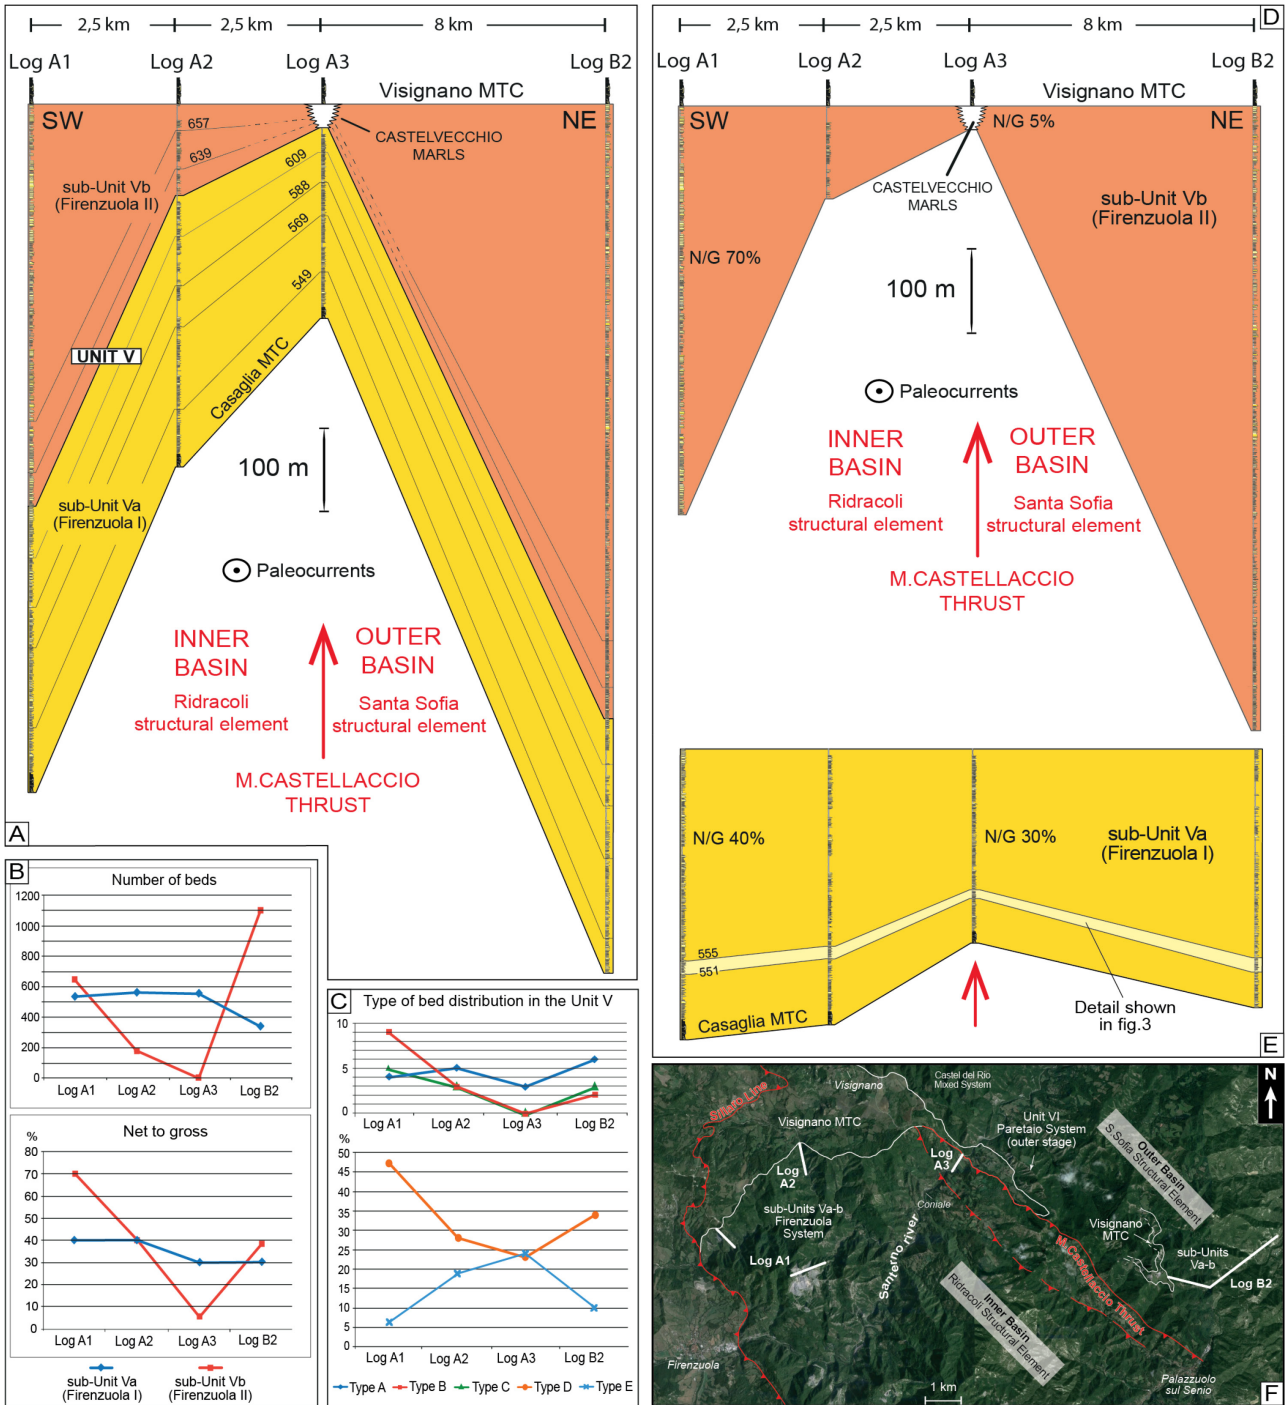 2,5 km
2,5 km
8 km
Log A1
Log A2
Log A3
Log B2
Visignano MTC
SW
NE
CASTELVECCHIO
MARLS
657
639
609
588
569
549
sub-Unit Vb
(Firenzuola II)
UNIT V
sub-Unit Va
(Firenzuola I)
Casaglia MTC
100 m
Paleocurrents
INNER
BASIN
Ridracoli
structural element
OUTER
BASIN
Santa Sofia
structural element
M.CASTELLACCIO
THRUST
A
D
2,5 km
2,5 km
8 km
Log A1
Log A2
Log A3
Log B2
Visignano MTC
SW
NE
N/G 5%
CASTELVECCHIO
MARLS
sub-Unit Vb
(Firenzuola II)
N/G 70%
100 m
Paleocurrents
INNER
BASIN
Ridracoli
structural element
OUTER
BASIN
Santa Sofia
structural element
M.CASTELLACCIO
THRUST
N/G 40%
N/G 30%
sub-Unit Va
(Firenzuola I)
555
551
Casaglia MTC
Detail shown
in fig.3
E
B
Number of beds
1200
1000
800
600
400
200
0
Log A1
Log A2
Log A3
Log B2
Net to gross
%
80
70
60
50
40
30
20
10
0
Log A1
Log A2
Log A3
Log B2
sub-Unit Va
(Firenzuola I)
sub-Unit Vb
(Firenzuola II)
C
Type of bed distribution in the Unit V
10
5
0
Log A1
Log A2
Log A3
Log B2
%
50
45
40
35
30
25
20
15
10
5
0
Log A1
Log A2
Log A3
Log B2
Type A
Type B
Type C
Type D
Type E
Sillaro Line
Visignano
Castel del Rio
Mixed System
N
Visignano MTC
Unit VI
Paretaio System
(outer stage)
Log
A3
Log
A2
Outer Basin
S.Sofia Structural Element
Coniale
sub-Units Va-b
Firenzuola
System
Santerno river
Visignano
MTC
sub-Units
Va-b
Log A1
Log B2
M.Castellaccio Thrust
Inner Basin
Ridracoli Structural Element
Firenzuola
1 km
Palazzuolo
sul Senio
F